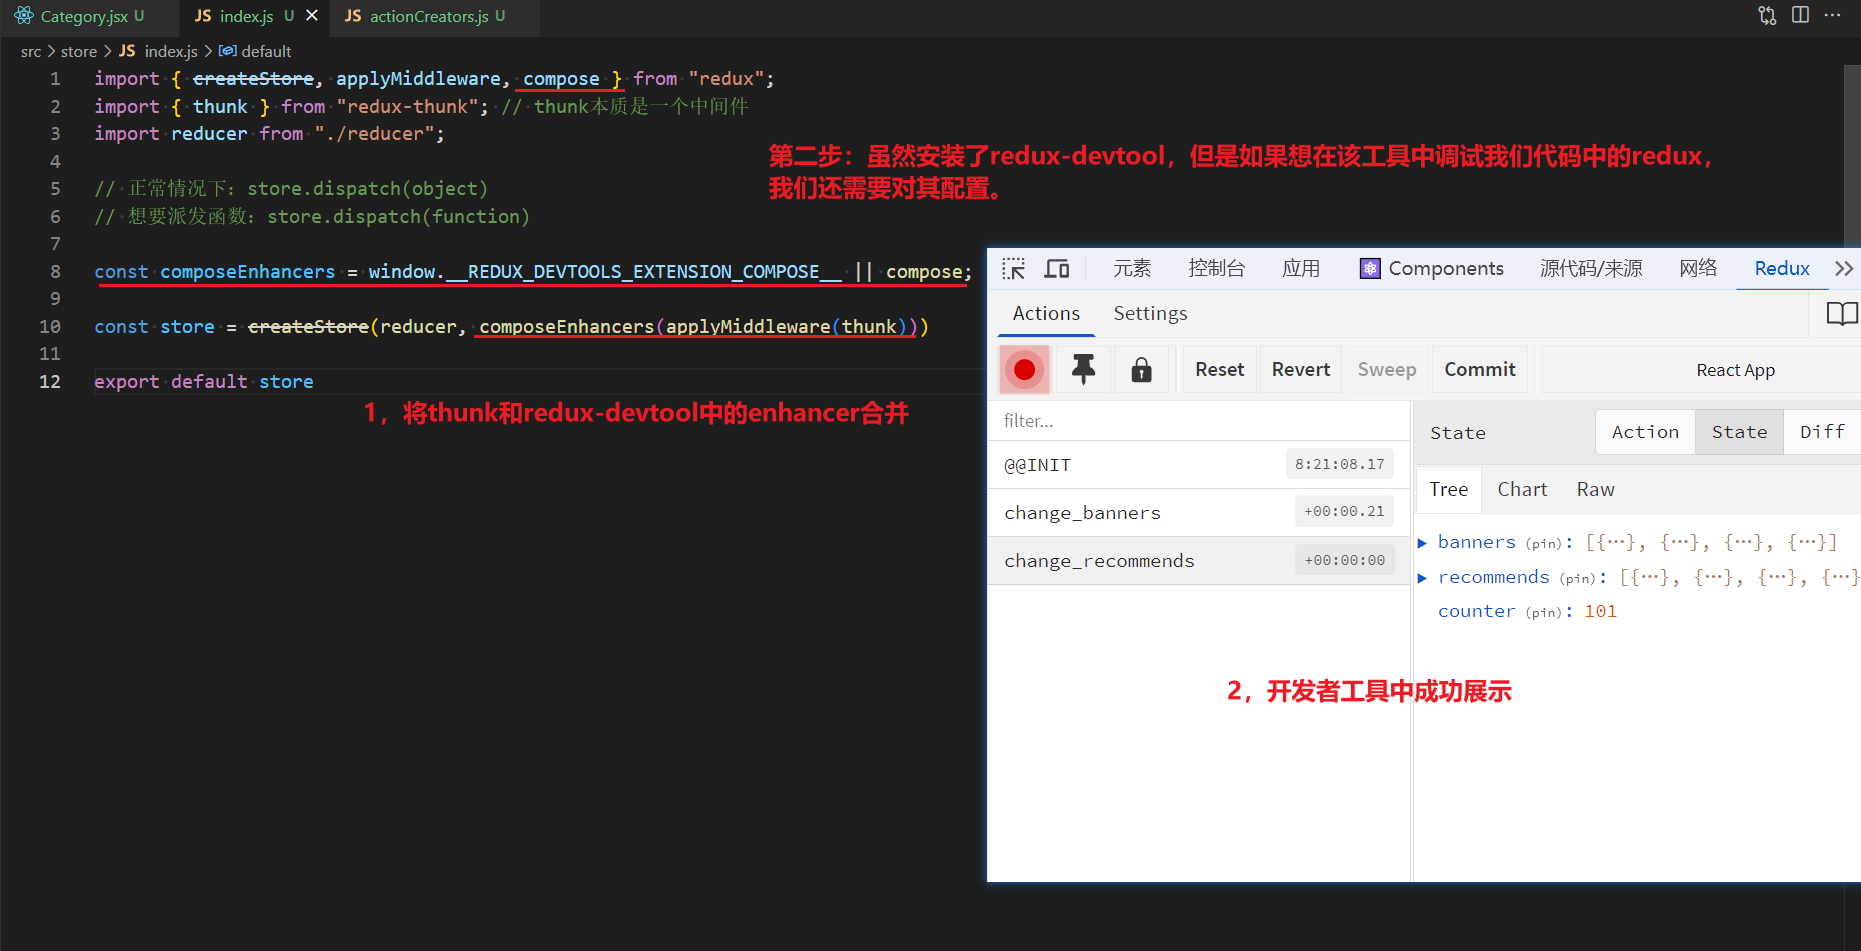 Category.jsx U
JS index.js U
JS actionCreators.js U
src > store > JS index.js > default
1 import { createStore, applyMiddleware, compose } from "redux";
2 import { thunk } from "redux-thunk"; // thunk本质是一个中间件
3 import reducer from "./reducer";
4
5 // 正常情况下：store.dispatch(object)
6 // 想要派发函数：store.dispatch(function)
7
8 const composeEnhancers = window.__REDUX_DEVTOOLS_EXTENSION_COMPOSE__ || compose;
9
10 const store = createStore(reducer, composeEnhancers(applyMiddleware(thunk)))
11
12 export default store
第二步：虽然安装了redux-devtool，但是如果想在该工具中调试我们代码中的redux，
我们还需要对其配置。
1，将thunk和redux-devtool中的enhancer合并
元素 控制台 应用 Components 源代码/来源 网络 Redux
Actions Settings
Reset Revert Sweep Commit React App
filter...
@@INIT 8:21:08.17
change_banners +00:00.21
change_recommends +00:00:00
State Action State Diff
Tree Chart Raw
banners (pin): [{…}, {…}, {…}, {…}]
recommends (pin): [{…}, {…}, {…}, {…}
counter (pin): 101
2，开发者工具中成功展示